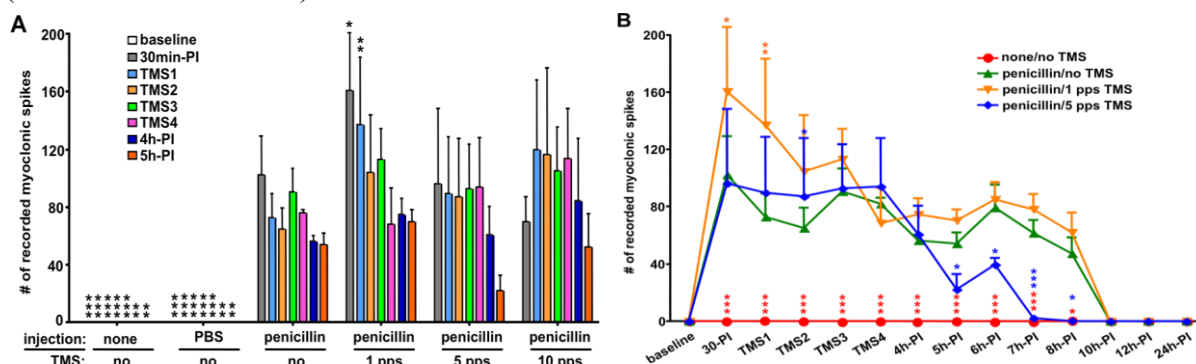 A
# of recorded myoclonic spikes
200
160
120
80
40
0
baseline
30min-PI
TMS1
TMS2
TMS3
TMS4
4h-PI
5h-PI
*
**
*****
*******
*******
*****
*******
*******
injection: none PBS penicillin penicillin penicillin penicillin
TMS: no no no 1 pps 5 pps 10 pps
B
# of recorded myoclonic spikes
200
160
120
80
40
0
none/no TMS
penicillin/no TMS
penicillin/1 pps TMS
penicillin/5 pps TMS
baseline
30-PI
TMS1
TMS2
TMS3
TMS4
4h-PI
5h-PI
6h-PI
7h-PI
8h-PI
10h-PI
12h-PI
24h-PI